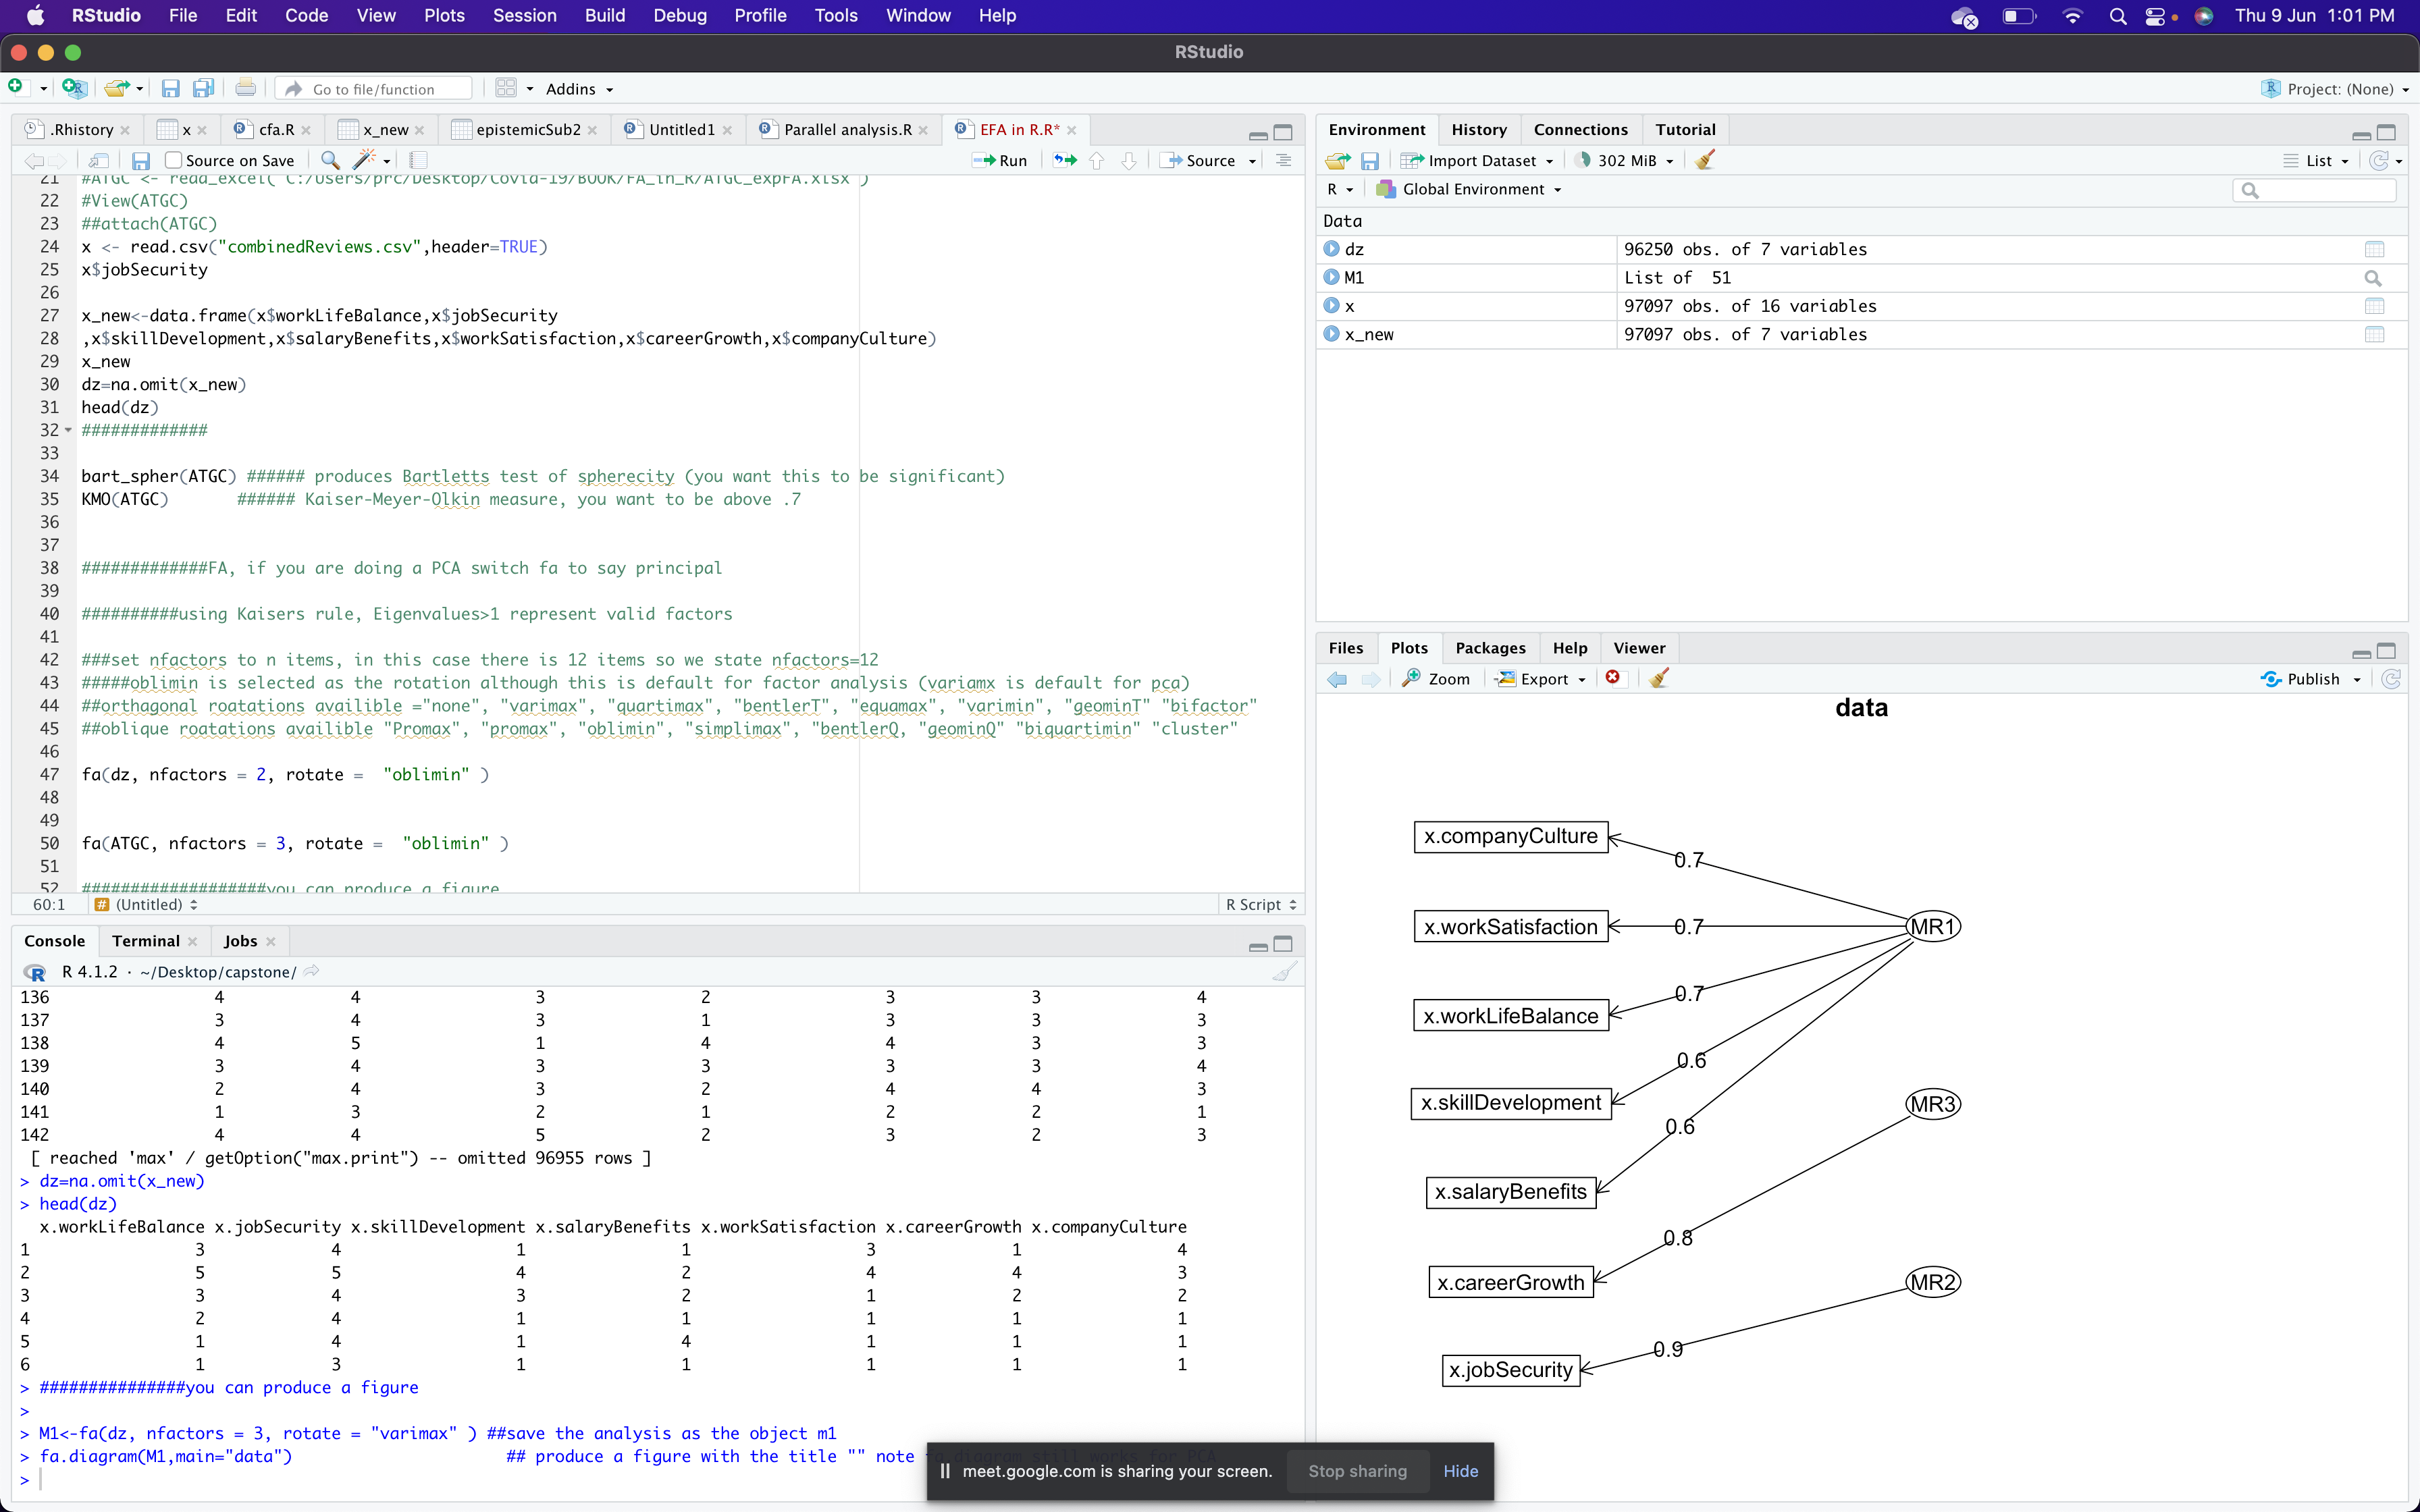 RStudio File Edit Code View Plots Session Build Debug Profile Tools Window Help Thu 9 Jun 1:01 PM
RStudio
Go to file/function Addins Project: (None)
.Rhistory x cfa.R x_new epistemicSub2 Untitled1 Parallel analysis.R EFA in R.R*
Source on Save Run Source
21 #ATGC <- read_excel("C:/Users/prc/Desktop/Covid-19/BOOK/FA_in_R/ATGC_expFA.xlsx")
22 #View(ATGC)
23 ##attach(ATGC)
24 x <- read.csv("combinedReviews.csv",header=TRUE)
25 x$jobSecurity
26
27 x_new<-data.frame(x$workLifeBalance,x$jobSecurity
28 ,x$skillDevelopment,x$salaryBenefits,x$workSatisfaction,x$careerGrowth,x$companyCulture)
29 x_new
30 dz=na.omit(x_new)
31 head(dz)
32 #############
33
34 bart_spher(ATGC) ###### produces Bartletts test of spherecity (you want this to be significant)
35 KMO(ATGC) ###### Kaiser-Meyer-Olkin measure, you want to be above .7
36
37
38 #############FA, if you are doing a PCA switch fa to say principal
39
40 ##########using Kaisers rule, Eigenvalues>1 represent valid factors
41
42 ###set nfactors to n items, in this case there is 12 items so we state nfactors=12
43 #####oblimin is selected as the rotation although this is default for factor analysis (variamx is default for pca)
44 ##orthagonal roatations availible ="none", "varimax", "quartimax", "bentlerT", "equamax", "varimin", "geominT" "bifactor"
45 ##oblique roatations availible "Promax", "promax", "oblimin", "simplimax", "bentlerQ, "geominQ" "biquartimin" "cluster"
46
47 fa(dz, nfactors = 2, rotate = "oblimin" )
48
49
50 fa(ATGC, nfactors = 3, rotate = "oblimin" )
51
52 ###################you can produce a figure
60:1 # (Untitled) R Script
Console Terminal Jobs
R 4.1.2 · ~/Desktop/capstone/
136 4 4 3 2 3 3 4
137 3 4 3 1 3 3 3
138 4 5 1 4 4 3 3
139 3 4 3 3 3 3 4
140 2 4 3 2 4 4 3
141 1 3 2 1 2 2 1
142 4 4 5 2 3 2 3
[ reached 'max' / getOption("max.print") -- omitted 96955 rows ]
> dz=na.omit(x_new)
> head(dz)
x.workLifeBalance x.jobSecurity x.skillDevelopment x.salaryBenefits x.workSatisfaction x.careerGrowth x.companyCulture
1 3 4 1 1 3 1 4
2 5 5 4 2 4 4 3
3 3 4 3 2 1 2 2
4 2 4 1 1 1 1 1
5 1 4 1 4 1 1 1
6 1 3 1 1 1 1 1
> ###############you can produce a figure
>
> M1<-fa(dz, nfactors = 3, rotate = "varimax" ) ##save the analysis as the object m1
> fa.diagram(M1,main="data") ## produce a figure with the title "" note fa.diagram still works for PCA
>
Environment History Connections Tutorial
Import Dataset 302 MiB List
R Global Environment
Data
dz 96250 obs. of 7 variables
M1 List of 51
x 97097 obs. of 16 variables
x_new 97097 obs. of 7 variables
Files Plots Packages Help Viewer
Zoom Export Publish
data
x.companyCulture
0.7
x.workSatisfaction 0.7 MR1
0.7
x.workLifeBalance
0.6
x.skillDevelopment MR3
0.6
x.salaryBenefits
0.8
x.careerGrowth MR2
0.9
x.jobSecurity
meet.google.com is sharing your screen. Stop sharing Hide